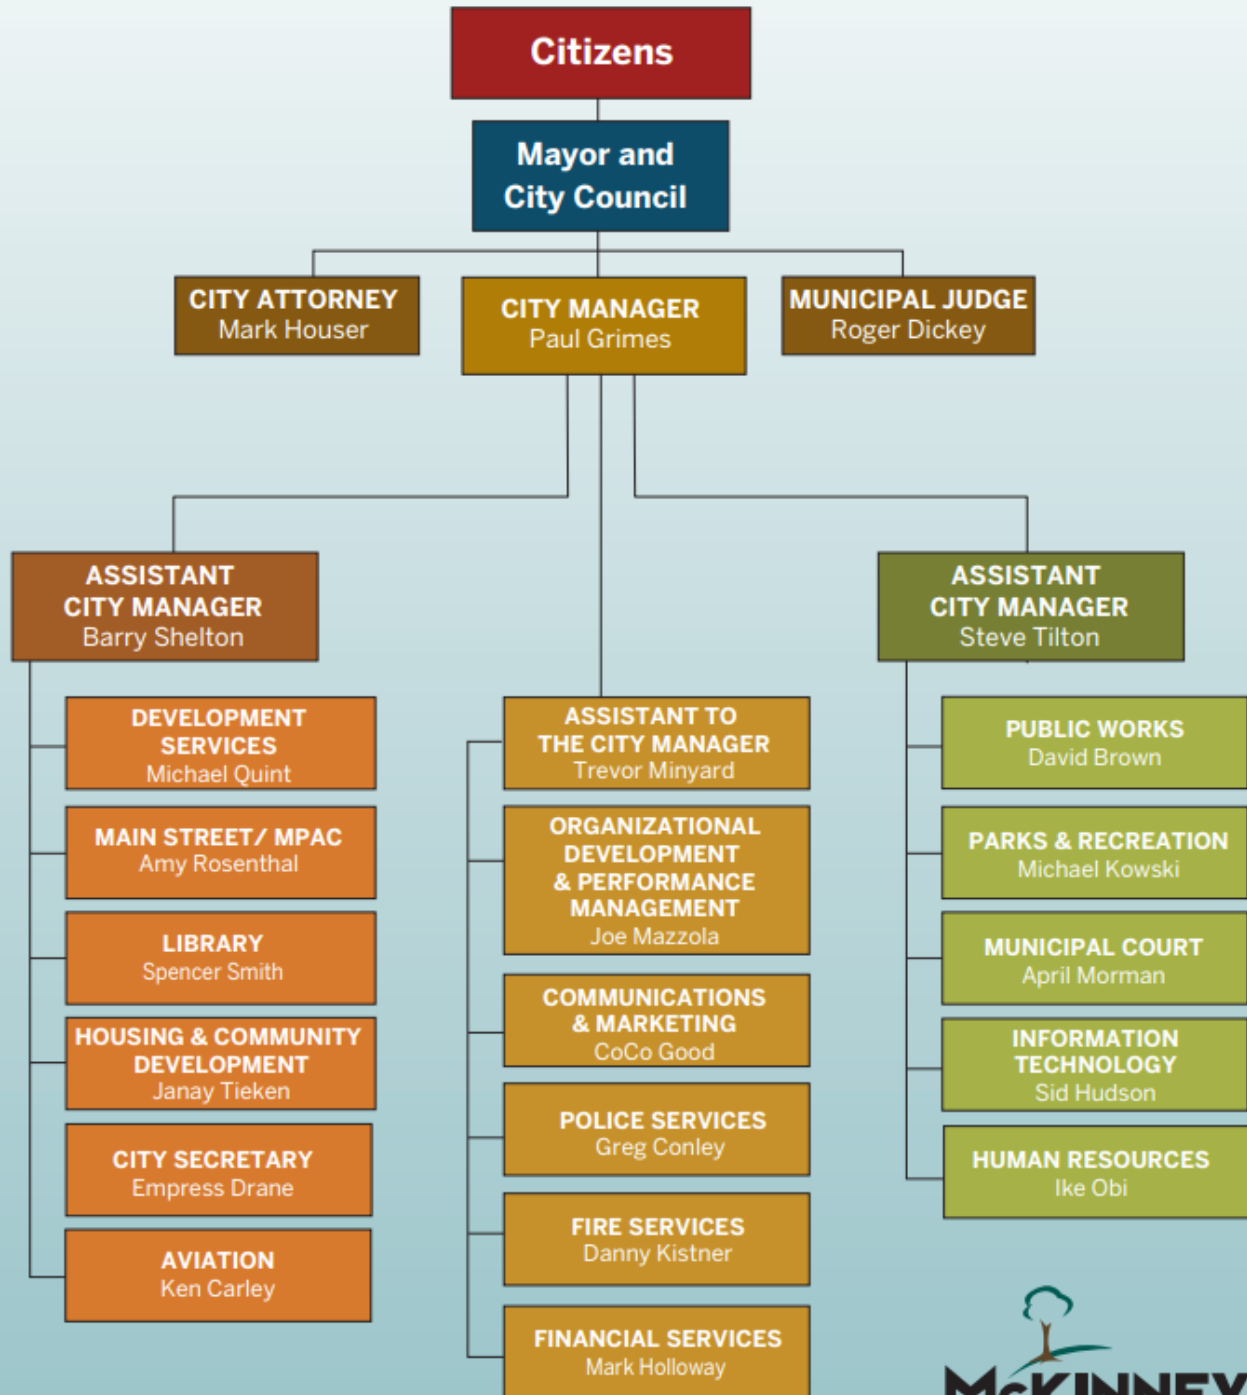 Citizens
Mayor and
City Council
CITY ATTORNEY
Mark Houser
CITY MANAGER
Paul Grimes
MUNICIPAL JUDGE
Roger Dickey
ASSISTANT
CITY MANAGER
Barry Shelton
DEVELOPMENT
SERVICES
Michael Quint
MAIN STREET/ MPAC
Amy Rosenthal
LIBRARY
Spencer Smith
HOUSING & COMMUNITY
DEVELOPMENT
Janay Tieken
CITY SECRETARY
Empress Drane
AVIATION
Ken Carley
ASSISTANT TO
THE CITY MANAGER
Trevor Minyard
ORGANIZATIONAL
DEVELOPMENT
& PERFORMANCE
MANAGEMENT
Joe Mazzola
COMMUNICATIONS
& MARKETING
CoCo Good
POLICE SERVICES
Greg Conley
FIRE SERVICES
Danny Kistner
FINANCIAL SERVICES
Mark Holloway
ASSISTANT
CITY MANAGER
Steve Tilton
PUBLIC WORKS
David Brown
PARKS & RECREATION
Michael Kowski
MUNICIPAL COURT
April Morman
INFORMATION
TECHNOLOGY
Sid Hudson
HUMAN RESOURCES
Ike Obi
McKINNEY